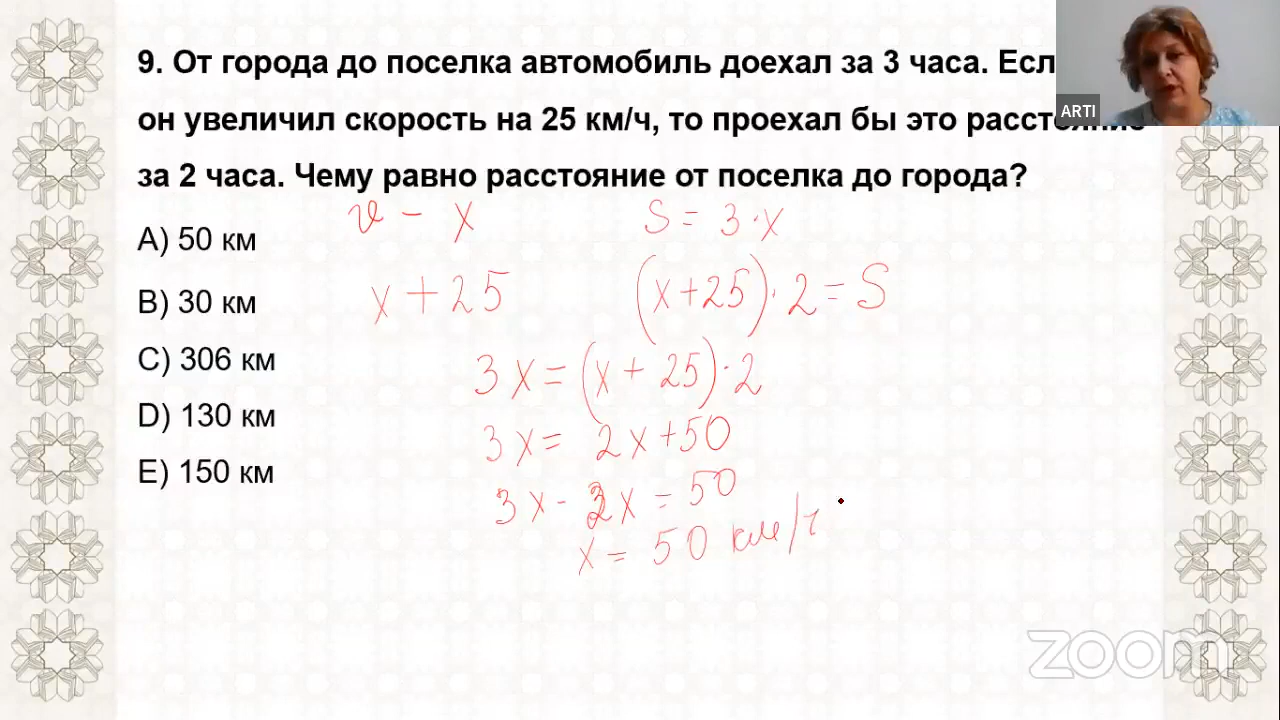 9. От города до поселка автомобиль доехал за 3 часа. Есл
он увеличил скорость на 25 км/ч, то проехал бы это расстояние
за 2 часа. Чему равно расстояние от поселка до города?
A) 50 км
B) 30 км
C) 306 км
D) 130 км
E) 150 км
v - x
S = 3·x
x + 25
(x+25)·2=S
3x=(x+25)·2
3x= 2x+50
3x-2x=50
x= 50 км/ч
ARTI
zoom